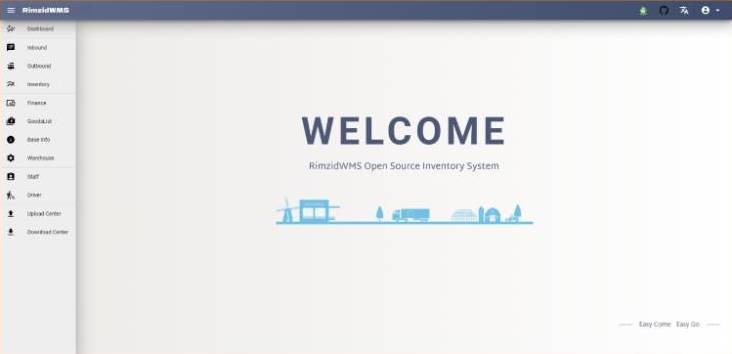 RimzidWMS
Dashboard
Inbound
Outbound
Inventory
Finance
GoodsList
Base Info
Warehouse
Staff
Driver
Upload Center
Download Center
WELCOME
RimzidWMS Open Source Inventory System
Easy Come Easy Go